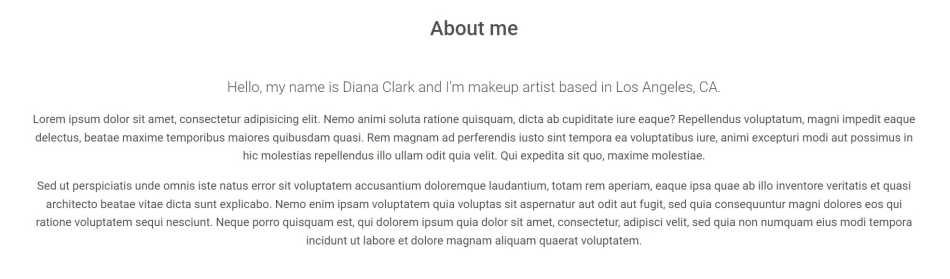 About me
Hello, my name is Diana Clark and I'm makeup artist based in Los Angeles, CA.
Lorem ipsum dolor sit amet, consectetur adipisicing elit. Nemo animi soluta ratione quisquam, dicta ab cupiditate iure eaque? Repellendus voluptatum, magni impedit eaque
delectus, beatae maxime temporibus maiores quibusdam quasi. Rem magnam ad perferendis iusto sint tempora ea voluptatibus iure, animi excepturi modi aut possimus in
hic molestias repellendus illo ullam odit quia velit. Qui expedita sit quo, maxime molestiae.
Sed ut perspiciatis unde omnis iste natus error sit voluptatem accusantium doloremque laudantium, totam rem aperiam, eaque ipsa quae ab illo inventore veritatis et quasi
architecto beatae vitae dicta sunt explicabo. Nemo enim ipsam voluptatem quia voluptas sit aspernatur aut odit aut fugit, sed quia consequuntur magni dolores eos qui
ratione voluptatem sequi nesciunt. Neque porro quisquam est, qui dolorem ipsum quia dolor sit amet, consectetur, adipisci velit, sed quia non numquam eius modi tempora
incidunt ut labore et dolore magnam aliquam quaerat voluptatem.